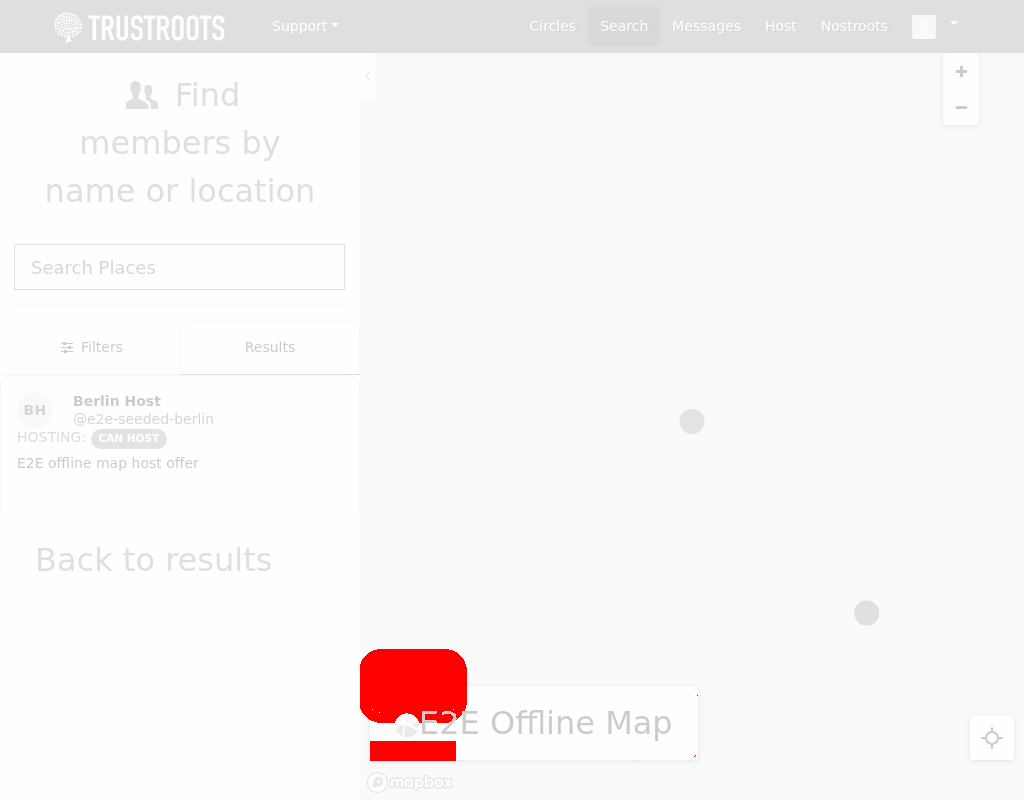 TRUSTROOTS
Support
Circles
Search
Messages
Host
Nostroots
Find
members by
name or location
Search Places
Filters
Results
BH
Berlin Host
@e2e-seeded-berlin
HOSTING: CAN HOST
E2E offline map host offer
Back to results
E2E Offline Map
mapbox